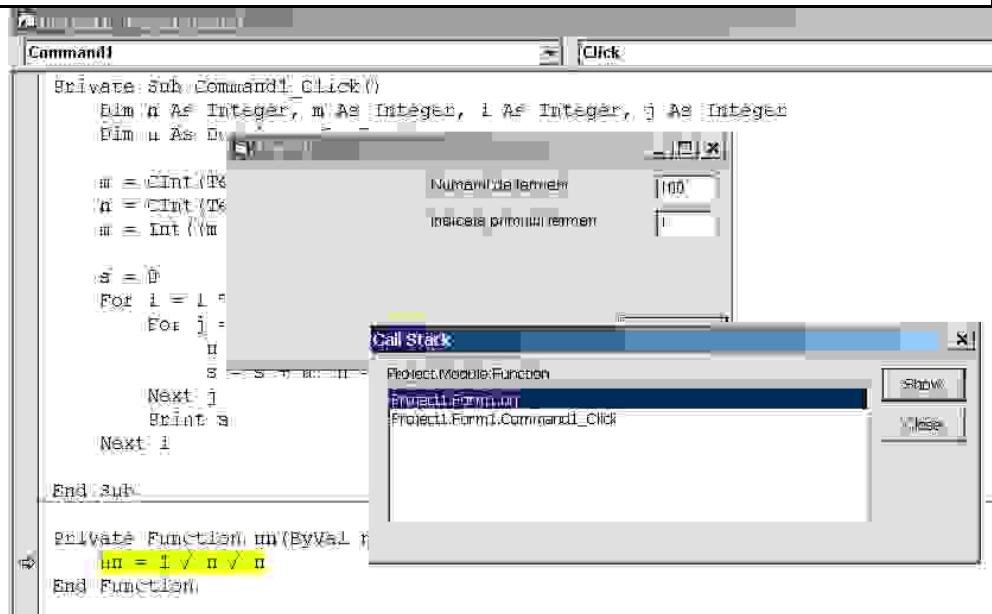 Command1
Click
Private Sub Command1_Click()
Dim n As Integer, m As Integer, i As Integer, j As Integer
Dim u As
m = CInt(Te
n = CInt(Te
m = Int((m
s = 0
For i = 1
For j =
n
s = s +
Next j
Print s
Next i
End Sub
Private Function un(ByVal n
un = 1 / n / n
End Function
Numarul de termeni
100
Indicele primului termen
Call Stack
Project.Module.Function
Project1.Form1.un
Project1.Form1.Command1_Click
Show
Close